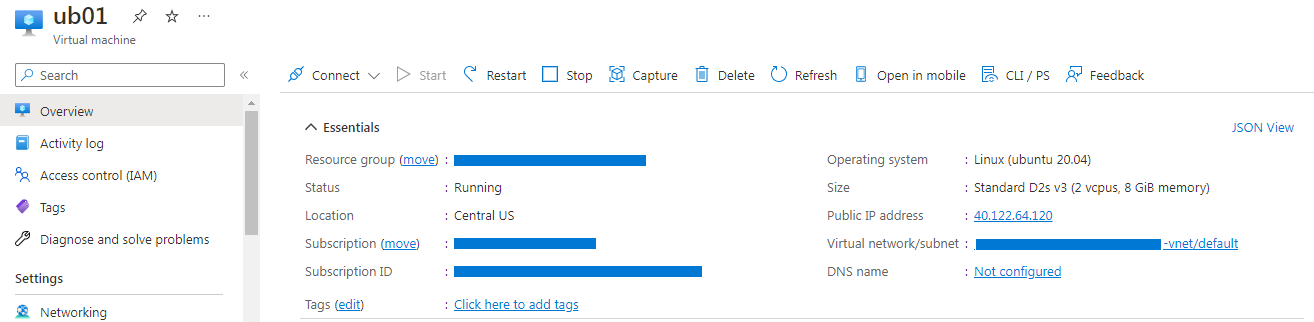 ub01 ...
Virtual machine
Search «
Connect Start Restart Stop Capture Delete Refresh Open in mobile CLI / PS Feedback
Overview
Activity log
Access control (IAM)
Tags
Diagnose and solve problems
Settings
Networking
Essentials JSON View
Resource group (move) :
Status : Running
Location : Central US
Subscription (move) :
Subscription ID :
Tags (edit) : Click here to add tags
Operating system : Linux (ubuntu 20.04)
Size : Standard D2s v3 (2 vcpus, 8 GiB memory)
Public IP address : 40.122.64.120
Virtual network/subnet : -vnet/default
DNS name : Not configured